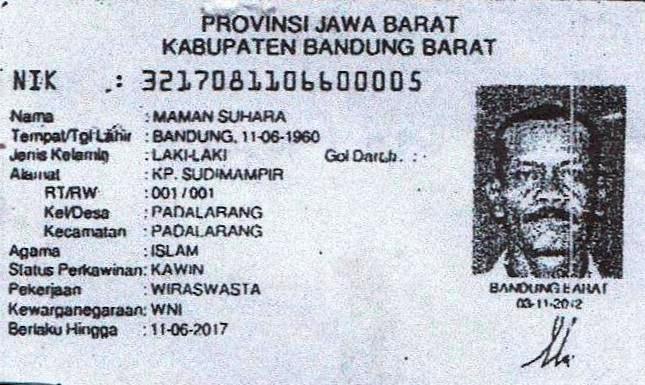 PROVINSI JAWA BARAT
KABUPATEN BANDUNG BARAT
NIK : 3217081106600005
Nama : MAMAN SUHARA
Tempat/Tgl Lahir : BANDUNG, 11-06-1960
Jenis Kelamin : LAKI-LAKI Gol Darah. : -
Alamat : KP. SUDIMAMPIR
RT/RW : 001 / 001
Kel/Desa : PADALARANG
Kecamatan : PADALARANG
Agama : ISLAM
Status Perkawinan: KAWIN
Pekerjaan : WIRASWASTA
Kewarganegaraan: WNI
Berlaku Hingga : 11-06-2017
BANDUNG BARAT
03-11-2012